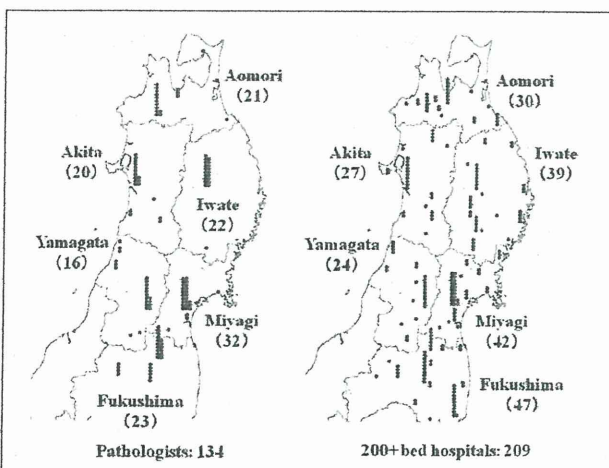 Aomori
(21)
Akita
(20)
Iwate
(22)
Yamagata
(16)
Miyagi
(32)
Fukushima
(23)
Pathologists: 134
Aomori
(30)
Akita
(27)
Iwate
(39)
Yamagata
(24)
Miyagi
(42)
Fukushima
(47)
200+ bed hospitals: 209